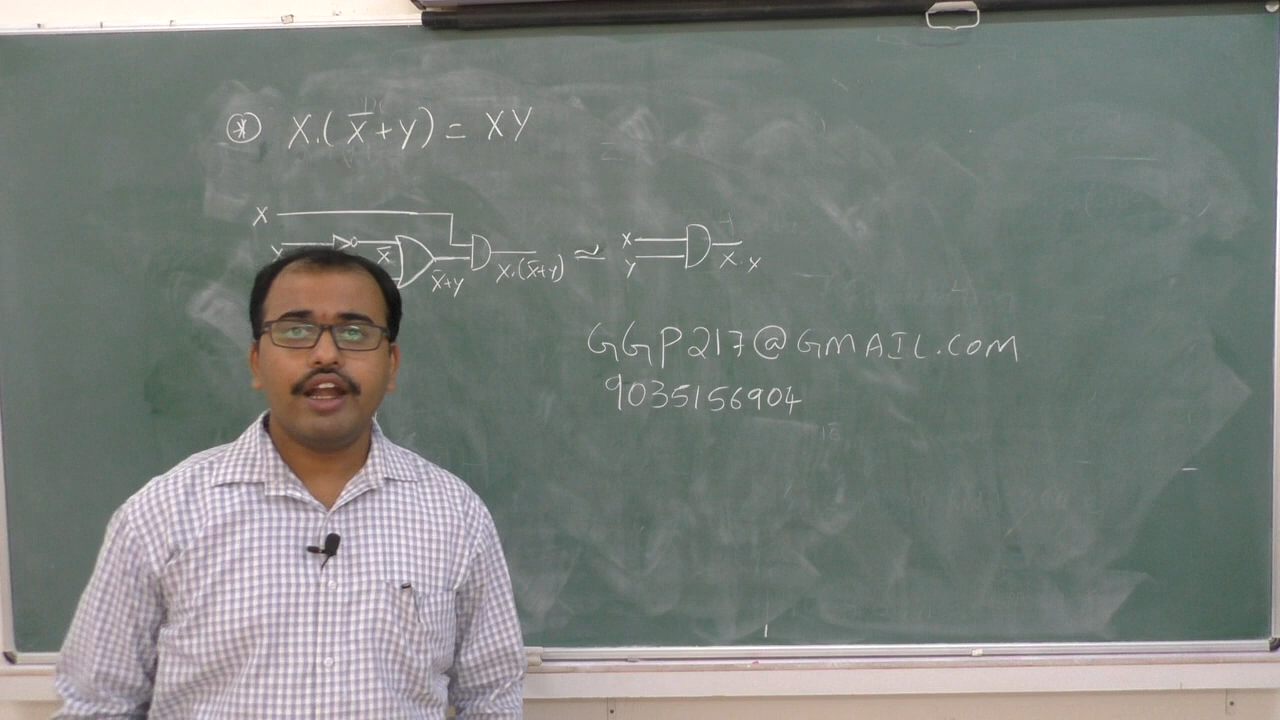 * X.(X̅+Y) = XY
X
X̅ X̅+Y X.(X̅+Y) ≃ X X.Y
Y
GGP217@GMAIL.COM
9035156904